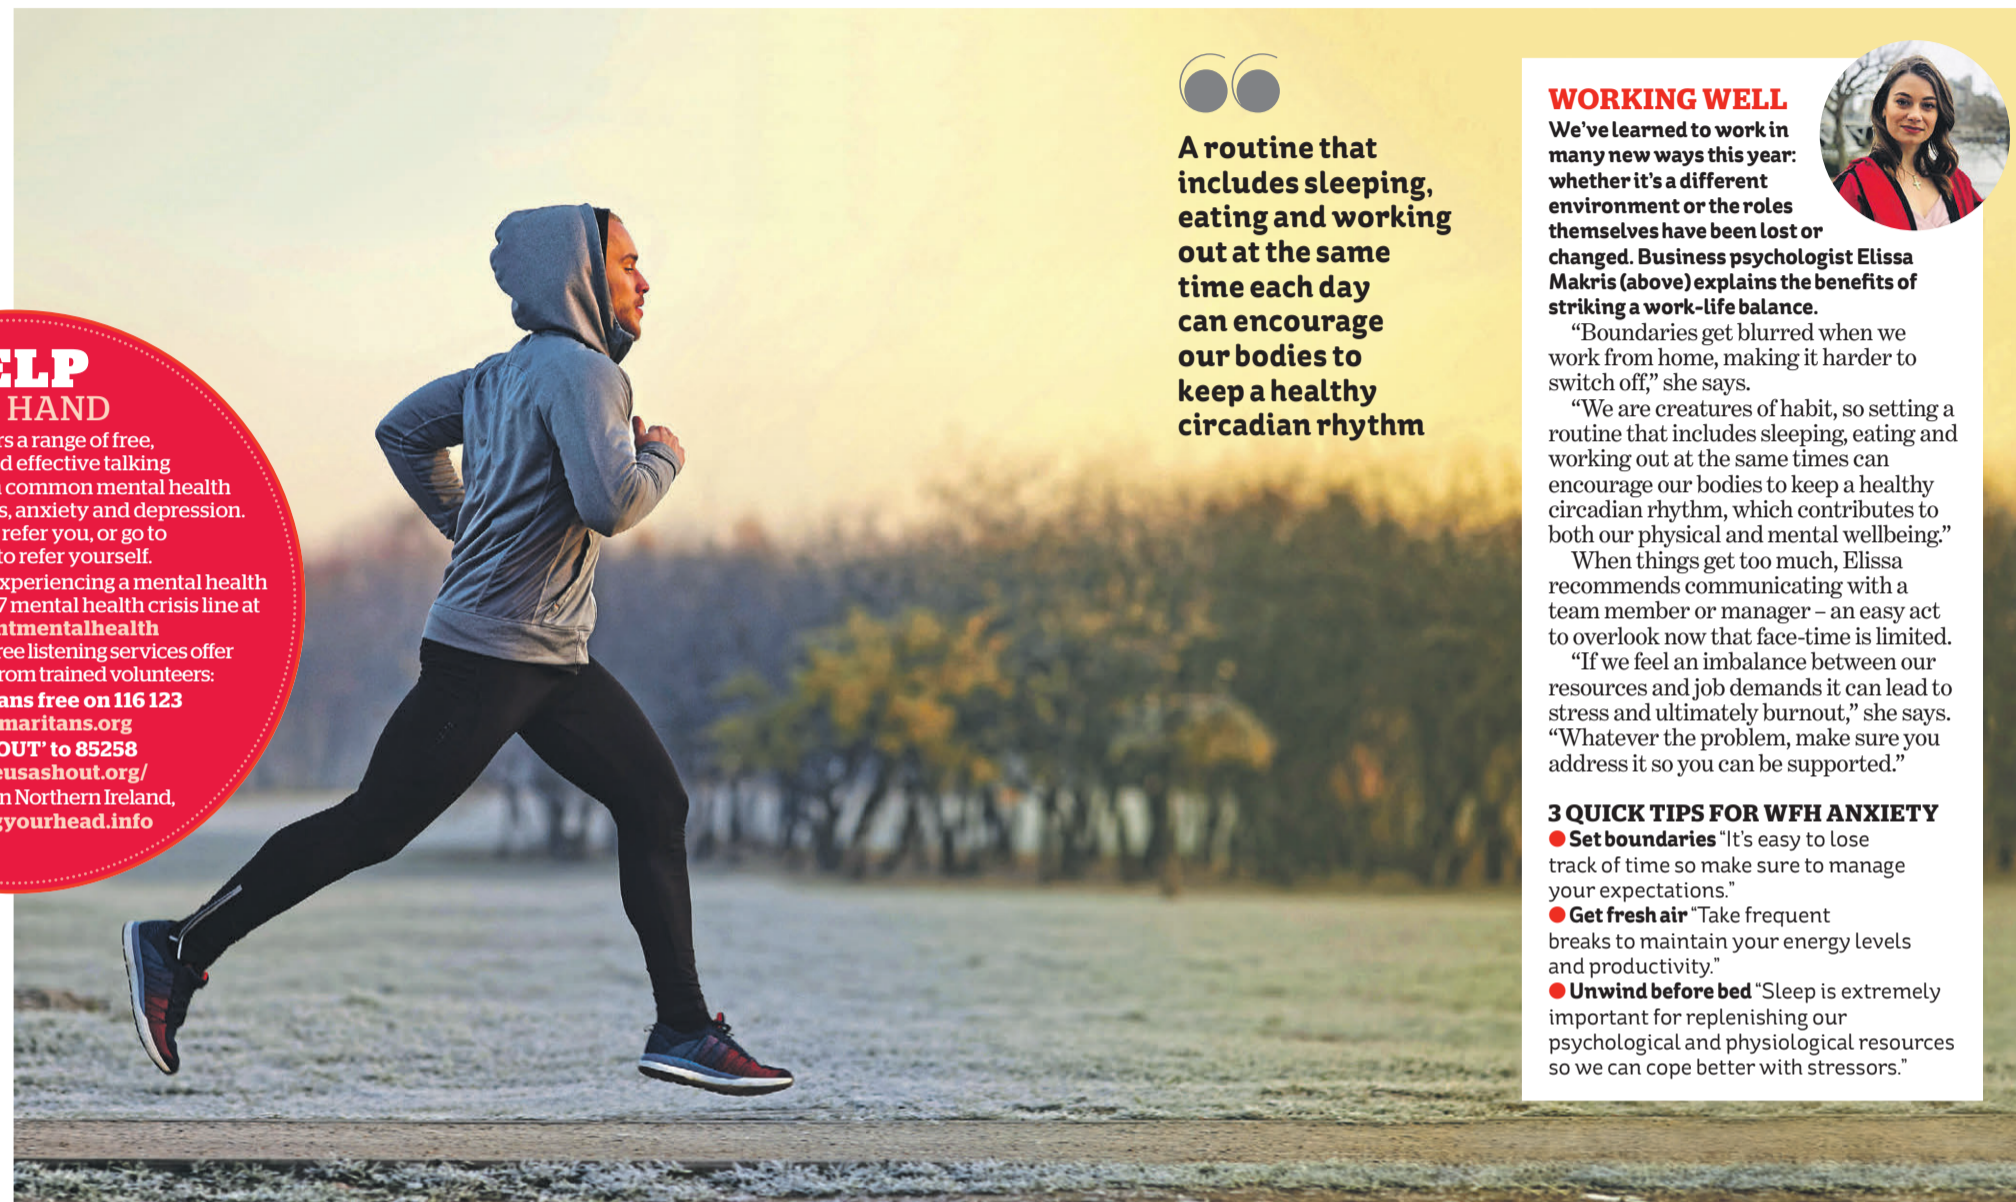 ELP
HAND
rs a range of free,
d effective talking
common mental health
s, anxiety and depression.
refer you, or go to
to refer yourself.
xperiencing a mental health
7 mental health crisis line at
ntmentalhealth
ree listening services offer
rom trained volunteers:
ans free on 116 123
maritans.org
OUT’ to 85258
eusashout.org/
n Northern Ireland,
gyourhead.info
A routine that
includes sleeping,
eating and working
out at the same
time each day
can encourage
our bodies to
keep a healthy
circadian rhythm
WORKING WELL
We’ve learned to work in
many new ways this year:
whether it’s a different
environment or the roles
themselves have been lost or
changed. Business psychologist Elissa
Makris (above) explains the benefits of
striking a work-life balance.
“Boundaries get blurred when we
work from home, making it harder to
switch off,” she says.
“We are creatures of habit, so setting a
routine that includes sleeping, eating and
working out at the same times can
encourage our bodies to keep a healthy
circadian rhythm, which contributes to
both our physical and mental wellbeing.”
When things get too much, Elissa
recommends communicating with a
team member or manager – an easy act
to overlook now that face-time is limited.
“If we feel an imbalance between our
resources and job demands it can lead to
stress and ultimately burnout,” she says.
“Whatever the problem, make sure you
address it so you can be supported.”
3 QUICK TIPS FOR WFH ANXIETY
● Set boundaries “It’s easy to lose
track of time so make sure to manage
your expectations.”
● Get fresh air “Take frequent
breaks to maintain your energy levels
and productivity.”
● Unwind before bed “Sleep is extremely
important for replenishing our
psychological and physiological resources
so we can cope better with stressors.”